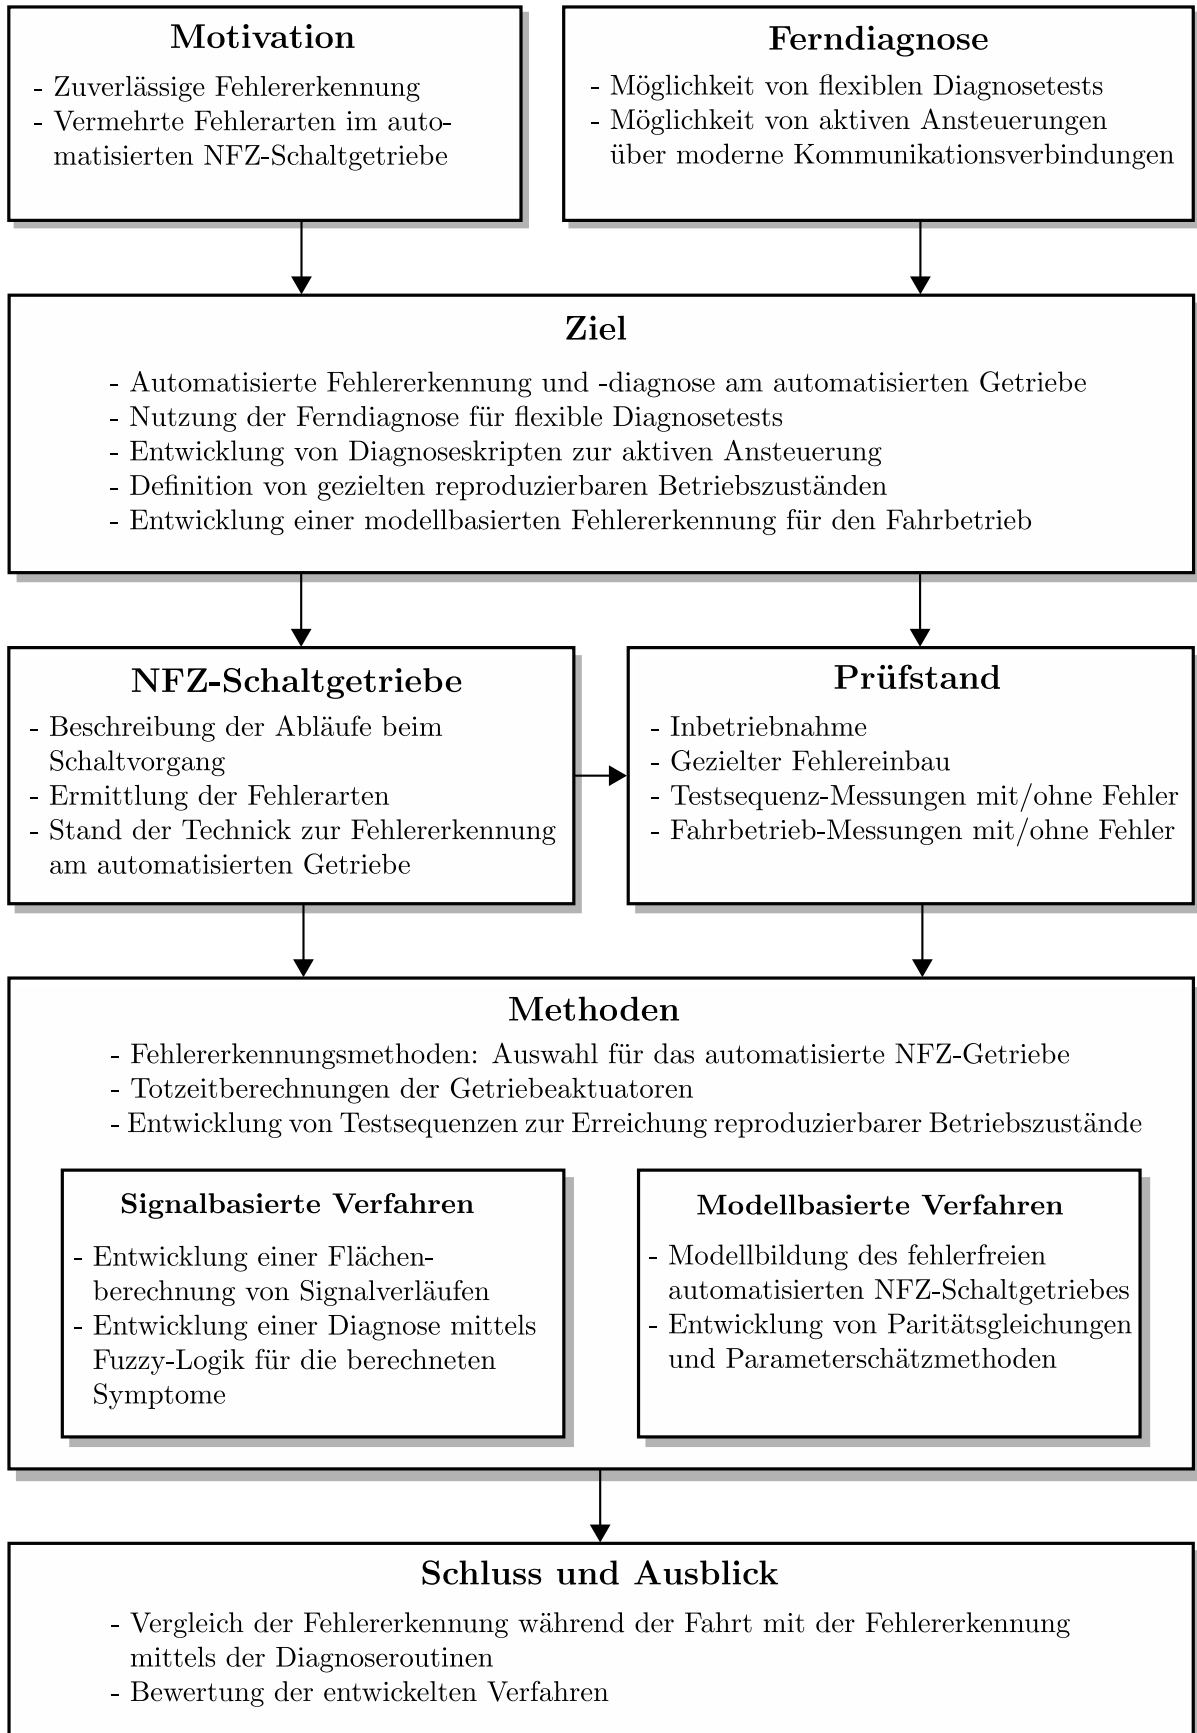 Motivation
- Zuverlässige Fehlererkennung
- Vermehrte Fehlerarten im auto-
matisierten NFZ-Schaltgetriebe
Ferndiagnose
- Möglichkeit von flexiblen Diagnosetests
- Möglichkeit von aktiven Ansteuerungen
über moderne Kommunikationsverbindungen
Ziel
- Automatisierte Fehlererkennung und -diagnose am automatisierten Getriebe
- Nutzung der Ferndiagnose für flexible Diagnosetests
- Entwicklung von Diagnoseskripten zur aktiven Ansteuerung
- Definition von gezielten reproduzierbaren Betriebszuständen
- Entwicklung einer modellbasierten Fehlererkennung für den Fahrbetrieb
NFZ-Schaltgetriebe
- Beschreibung der Abläufe beim
Schaltvorgang
- Ermittlung der Fehlerarten
- Stand der Technick zur Fehlererkennung
am automatisierten Getriebe
Prüfstand
- Inbetriebnahme
- Gezielter Fehlereinbau
- Testsequenz-Messungen mit/ohne Fehler
- Fahrbetrieb-Messungen mit/ohne Fehler
Methoden
- Fehlererkennungsmethoden: Auswahl für das automatisierte NFZ-Getriebe
- Totzeitberechnungen der Getriebeaktuatoren
- Entwicklung von Testsequenzen zur Erreichung reproduzierbarer Betriebszustände
Signalbasierte Verfahren
- Entwicklung einer Flächen-
berechnung von Signalverläufen
- Entwicklung einer Diagnose mittels
Fuzzy-Logik für die berechneten
Symptome
Modellbasierte Verfahren
- Modellbildung des fehlerfreien
automatisierten NFZ-Schaltgetriebes
- Entwicklung von Paritätsgleichungen
und Parameterschätzmethoden
Schluss und Ausblick
- Vergleich der Fehlererkennung während der Fahrt mit der Fehlererkennung
mittels der Diagnoseroutinen
- Bewertung der entwickelten Verfahren